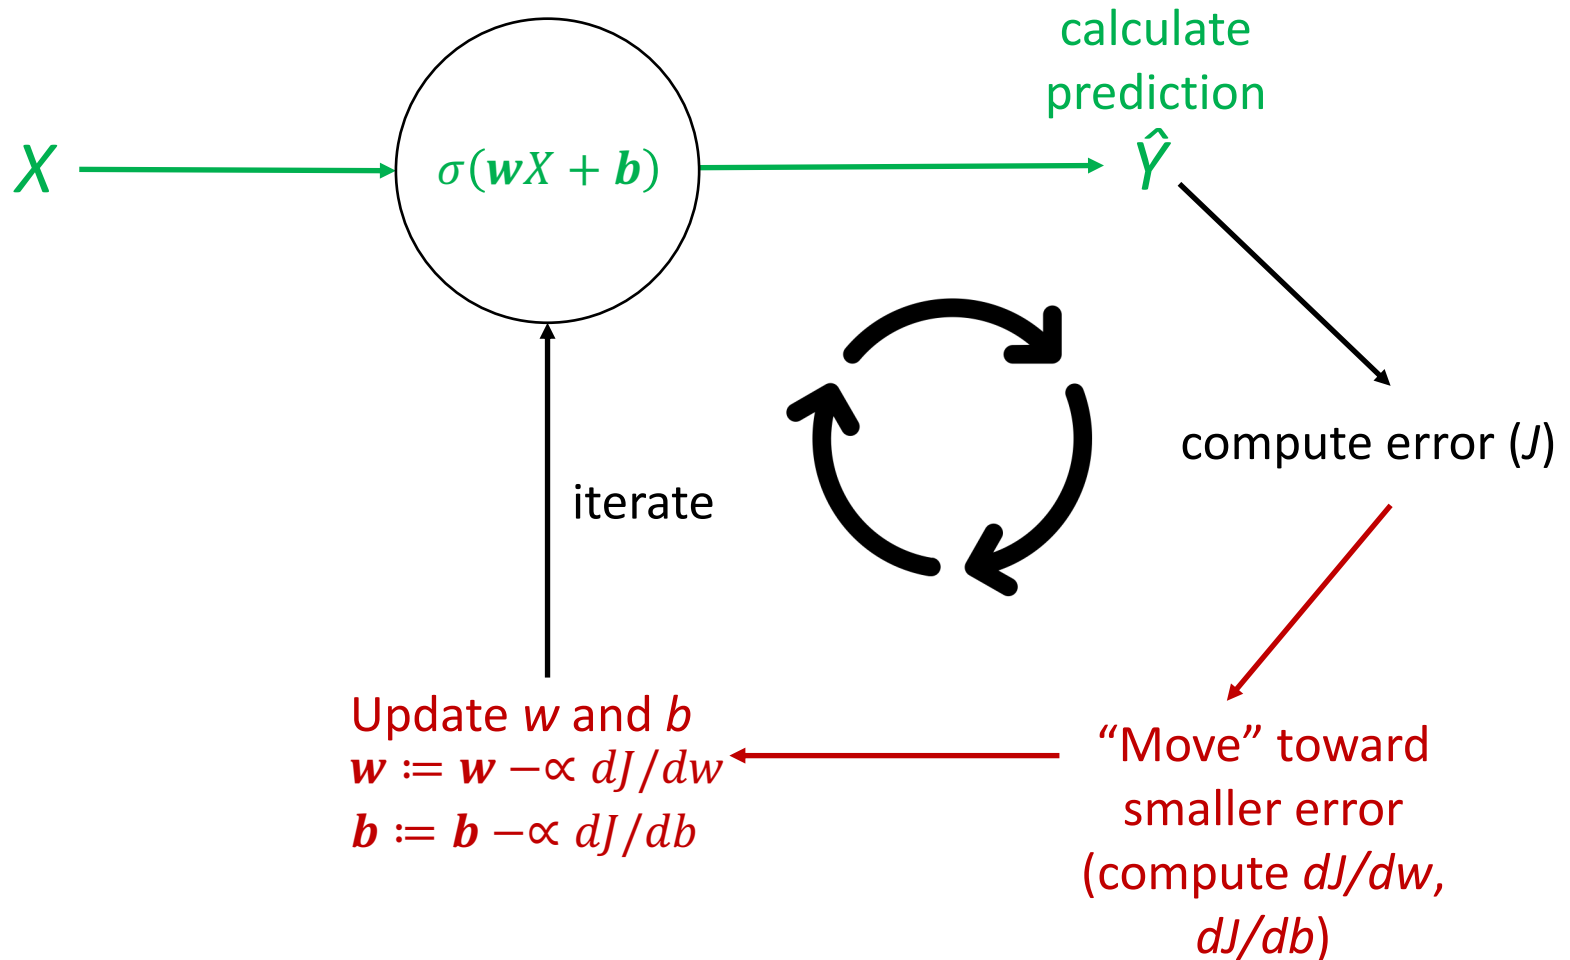 calculate
prediction
X
σ(wX + b)
Ŷ
compute error (J)
iterate
Update w and b
w ≔ w −∝ dJ/dw
b ≔ b −∝ dJ/db
“Move” toward
smaller error
(compute dJ/dw,
dJ/db)